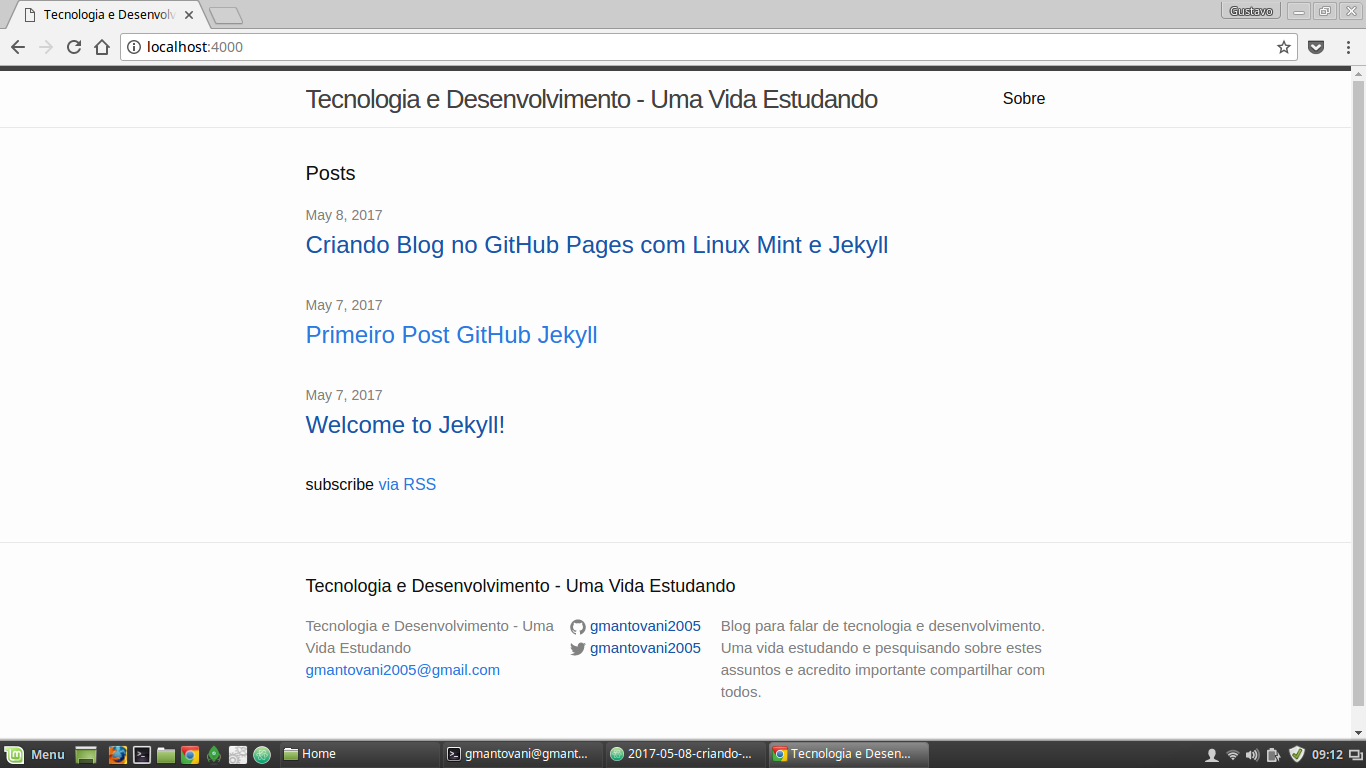 Tecnologia e Desenvolv
Gustavo
localhost:4000
Tecnologia e Desenvolvimento - Uma Vida Estudando
Sobre
Posts
May 8, 2017
Criando Blog no GitHub Pages com Linux Mint e Jekyll
May 7, 2017
Primeiro Post GitHub Jekyll
May 7, 2017
Welcome to Jekyll!
subscribe via RSS
Tecnologia e Desenvolvimento - Uma Vida Estudando
Tecnologia e Desenvolvimento - Uma
Vida Estudando
gmantovani2005@gmail.com
gmantovani2005
gmantovani2005
Blog para falar de tecnologia e desenvolvimento.
Uma vida estudando e pesquisando sobre estes
assuntos e acredito importante compartilhar com
todos.
Menu
Home
gmantovani@gmant...
2017-05-08-criando-...
Tecnologia e Desen...
09:12